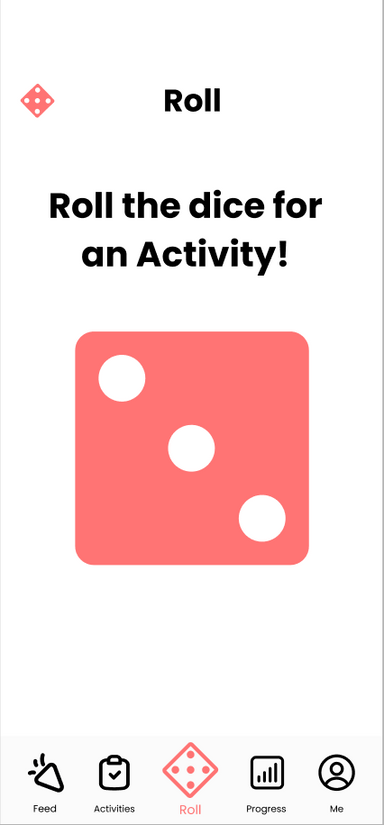 Roll
Roll the dice for
an Activity!
Feed
Activities
Roll
Progress
Me